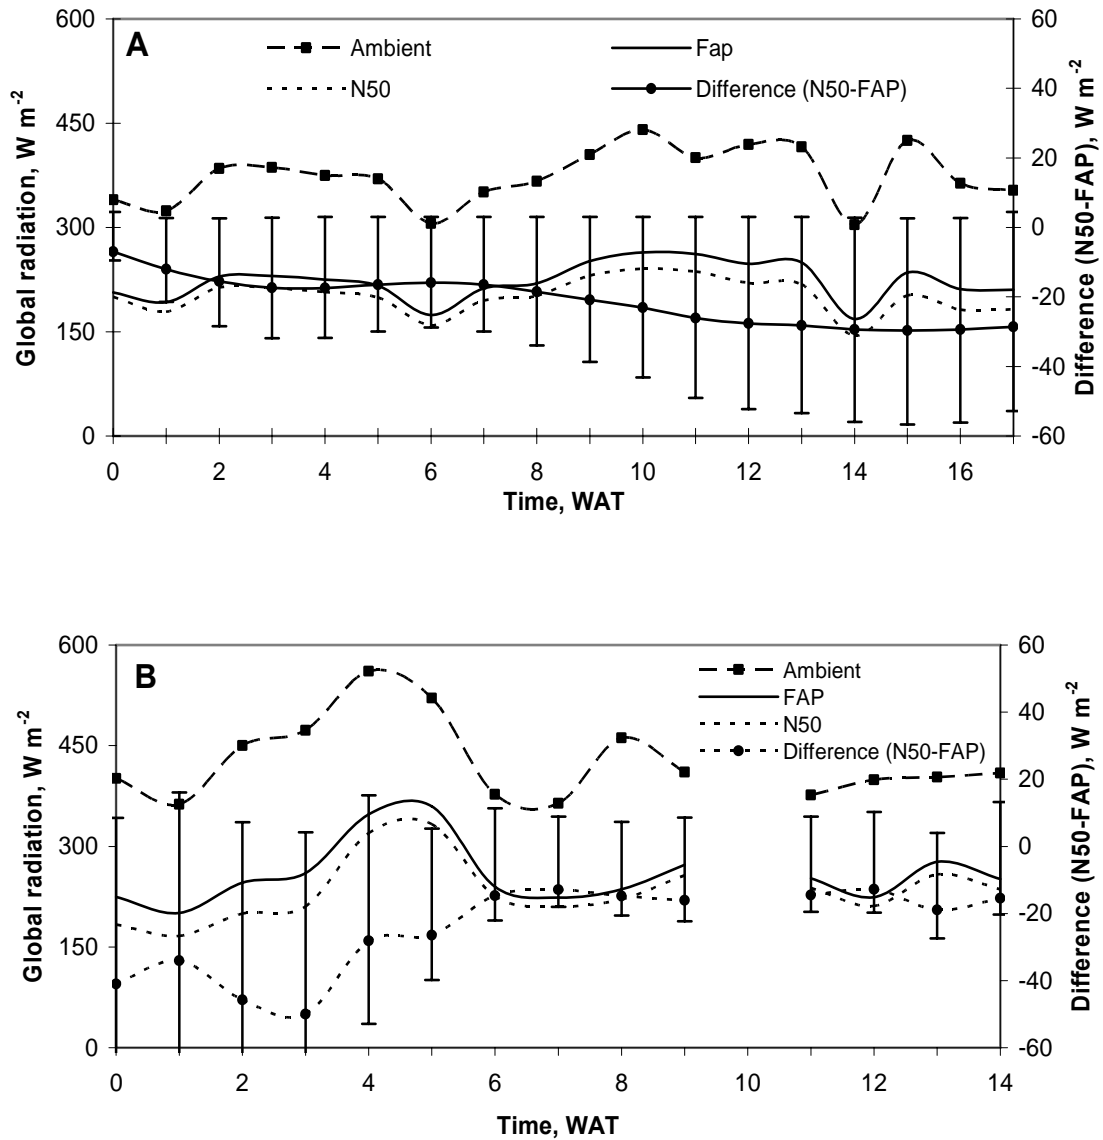 A
Ambient
Fap
N50
Difference (N50-FAP)
600
450
300
150
0
Global radiation, W m-2
60
40
20
0
-20
-40
-60
Difference (N50-FAP), W m-2
0 2 4 6 8 10 12 14 16
Time, WAT
B
Ambient
FAP
N50
Difference (N50-FAP)
600
450
300
150
0
Global radiation, W m-2
60
40
20
0
-20
-40
-60
Difference (N50-FAP), W m-2
0 2 4 6 8 10 12 14
Time, WAT